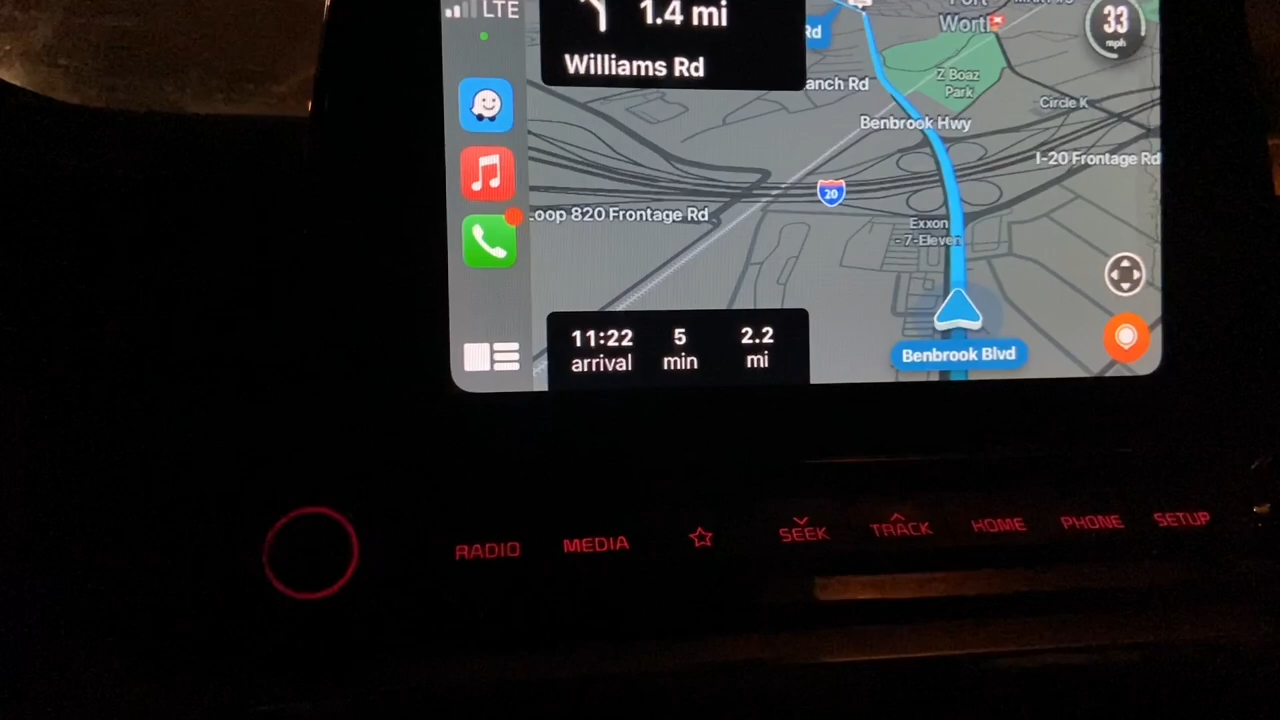 LTE
1.4 mi
Williams Rd
Rd
Worth
33
mph
Z Boaz
Park
anch Rd
Circle K
Benbrook Hwy
I-20 Frontage Rd
20
Loop 820 Frontage Rd
Exxon
- 7-Eleven
11:22
arrival
5
min
2.2
mi
Benbrook Blvd
RADIO
MEDIA
SEEK
TRACK
HOME
PHONE
SETUP